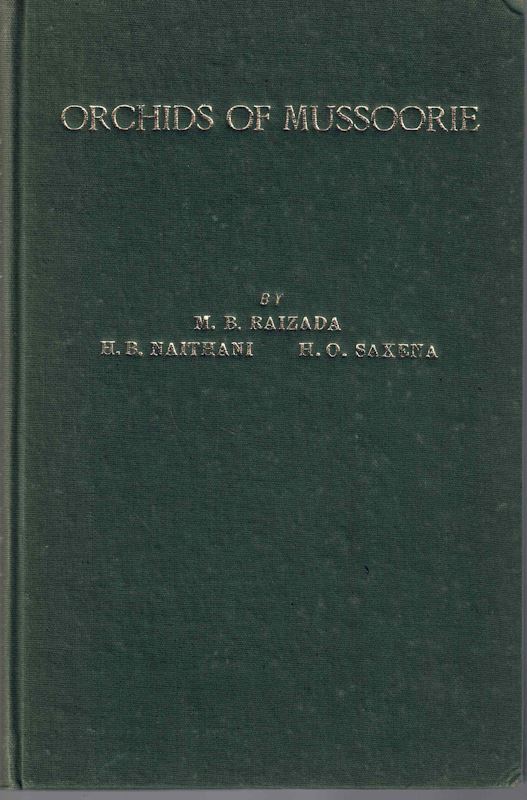 ORCHIDS OF MUSSOORIE
BY
M. B. RAIZADA
H. B. NAITHANI H. O. SAXENA